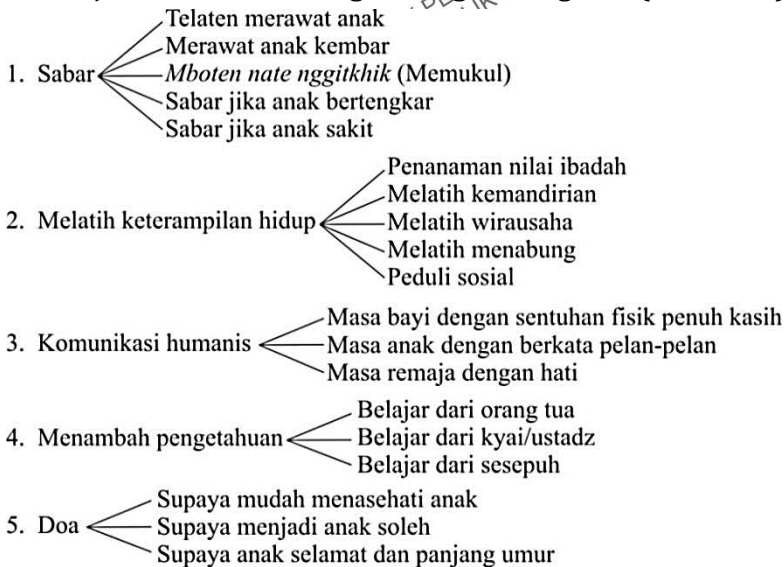 Telaten merawat anak
Merawat anak kembar
1. Sabar Mboten nate nggitkhik (Memukul)
Sabar jika anak bertengkar
Sabar jika anak sakit
Penanaman nilai ibadah
Melatih kemandirian
2. Melatih keterampilan hidup Melatih wirausaha
Melatih menabung
Peduli sosial
Masa bayi dengan sentuhan fisik penuh kasih
3. Komunikasi humanis Masa anak dengan berkata pelan-pelan
Masa remaja dengan hati
Belajar dari orang tua
4. Menambah pengetahuan Belajar dari kyai/ustadz
Belajar dari sesepuh
Supaya mudah menasehati anak
5. Doa Supaya menjadi anak soleh
Supaya anak selamat dan panjang umur